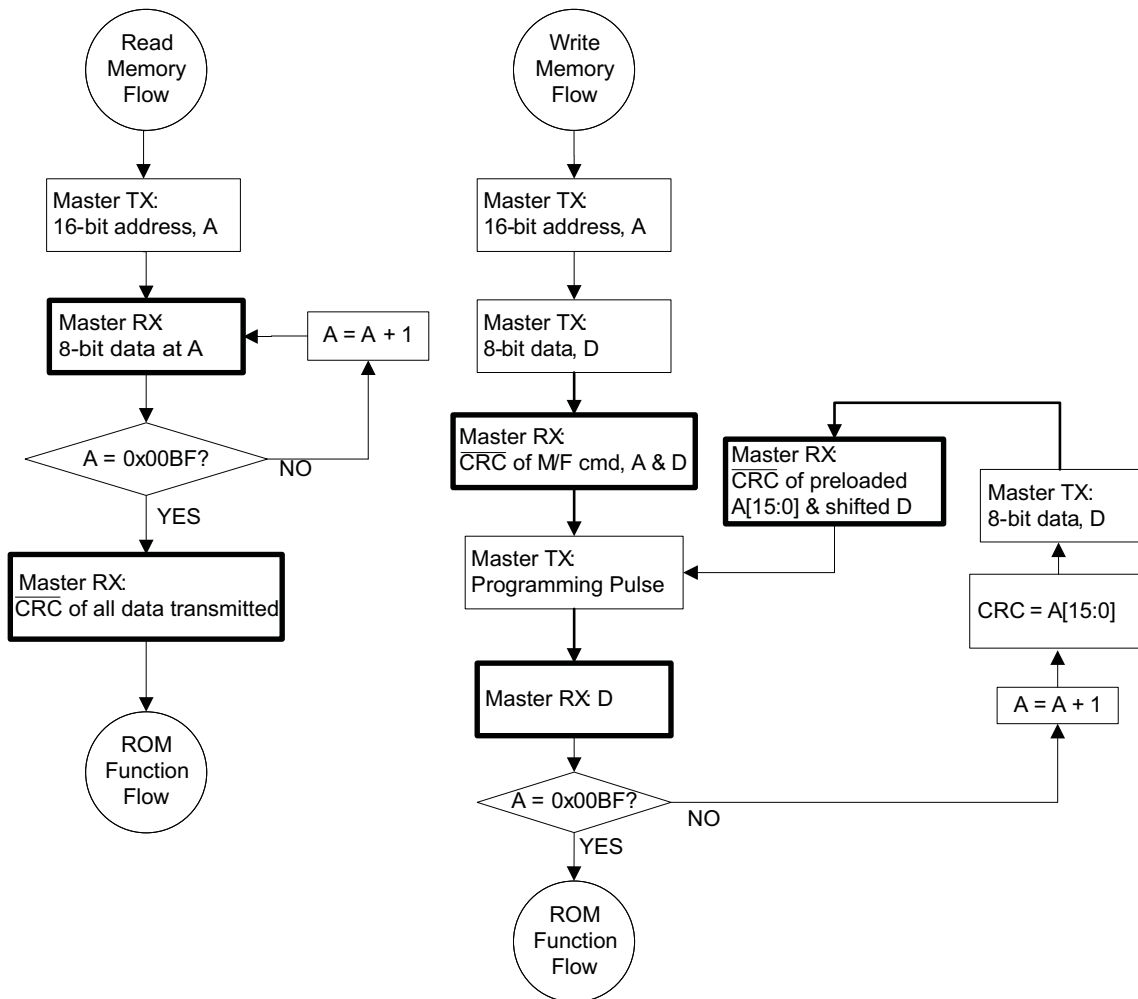 Read
Memory
Flow
Master TX:
16-bit address, A
Master RX:
8-bit data at A
A = A + 1
A = 0x00BF?
NO
YES
Master RX:
CRC of all data transmitted
ROM
Function
Flow
Write
Memory
Flow
Master TX:
16-bit address, A
Master TX:
8-bit data, D
Master RX:
CRC of M/F cmd, A & D
Master TX:
Programming Pulse
Master RX: D
A = 0x00BF?
NO
YES
ROM
Function
Flow
A = A + 1
CRC = A[15:0]
Master TX:
8-bit data, D
Master RX:
CRC of preloaded
A[15:0] & shifted D